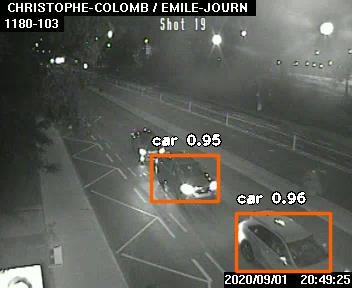 CHRISTOPHE-COLOMB / EMILE-JOURN
1180-103
Shot 19
car 0.95
car 0.96
2020/09/01 20:49:25